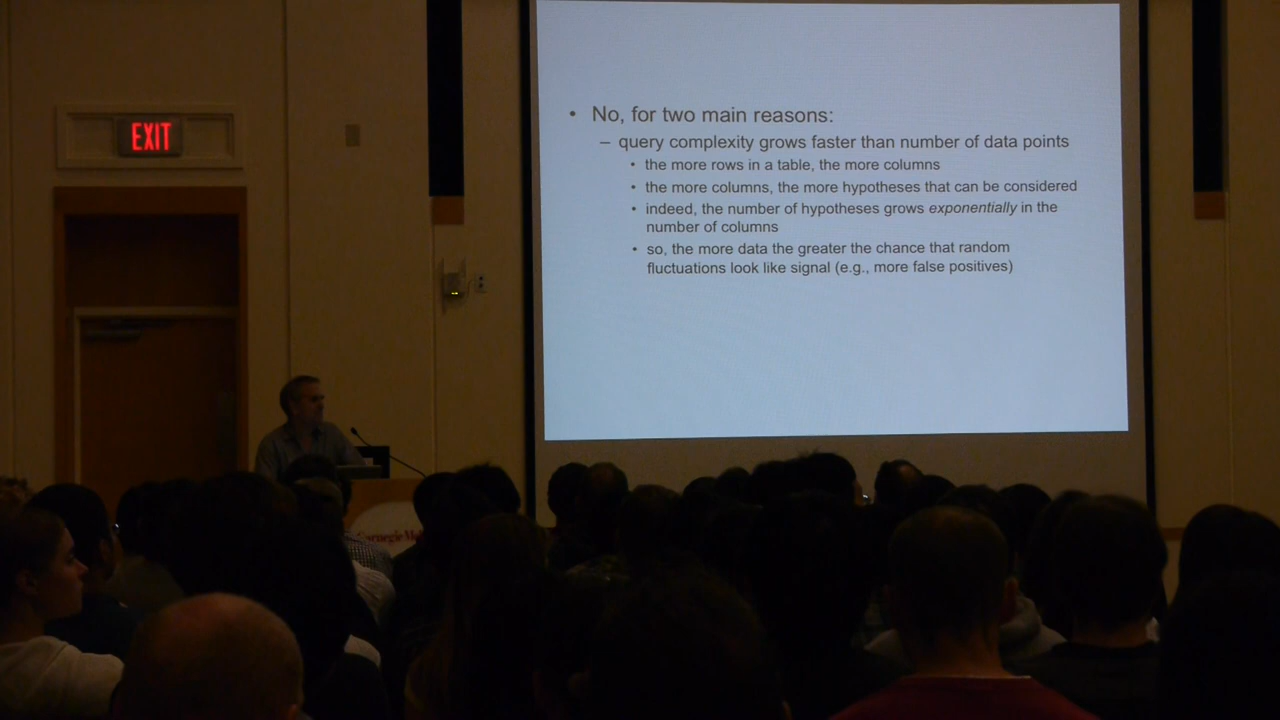 EXIT
• No, for two main reasons:
– query complexity grows faster than number of data points
• the more rows in a table, the more columns
• the more columns, the more hypotheses that can be considered
• indeed, the number of hypotheses grows exponentially in the
number of columns
• so, the more data the greater the chance that random
fluctuations look like signal (e.g., more false positives)
Carnegie